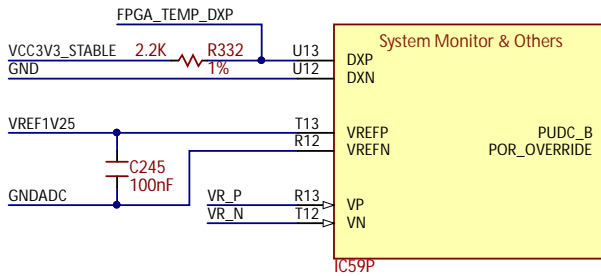 FPGA_TEMP_DXP
VCC3V3_STABLE 2.2K R332 U13 DXP
1%
GND U12 DXN
System Monitor & Others
VREF1V25 T13 VREFP PUDC_B
R12 VREFN POR_OVERRIDE
C245
100nF
GNDADC VR_P R13 VP
VR_N T12 VN
IC59P